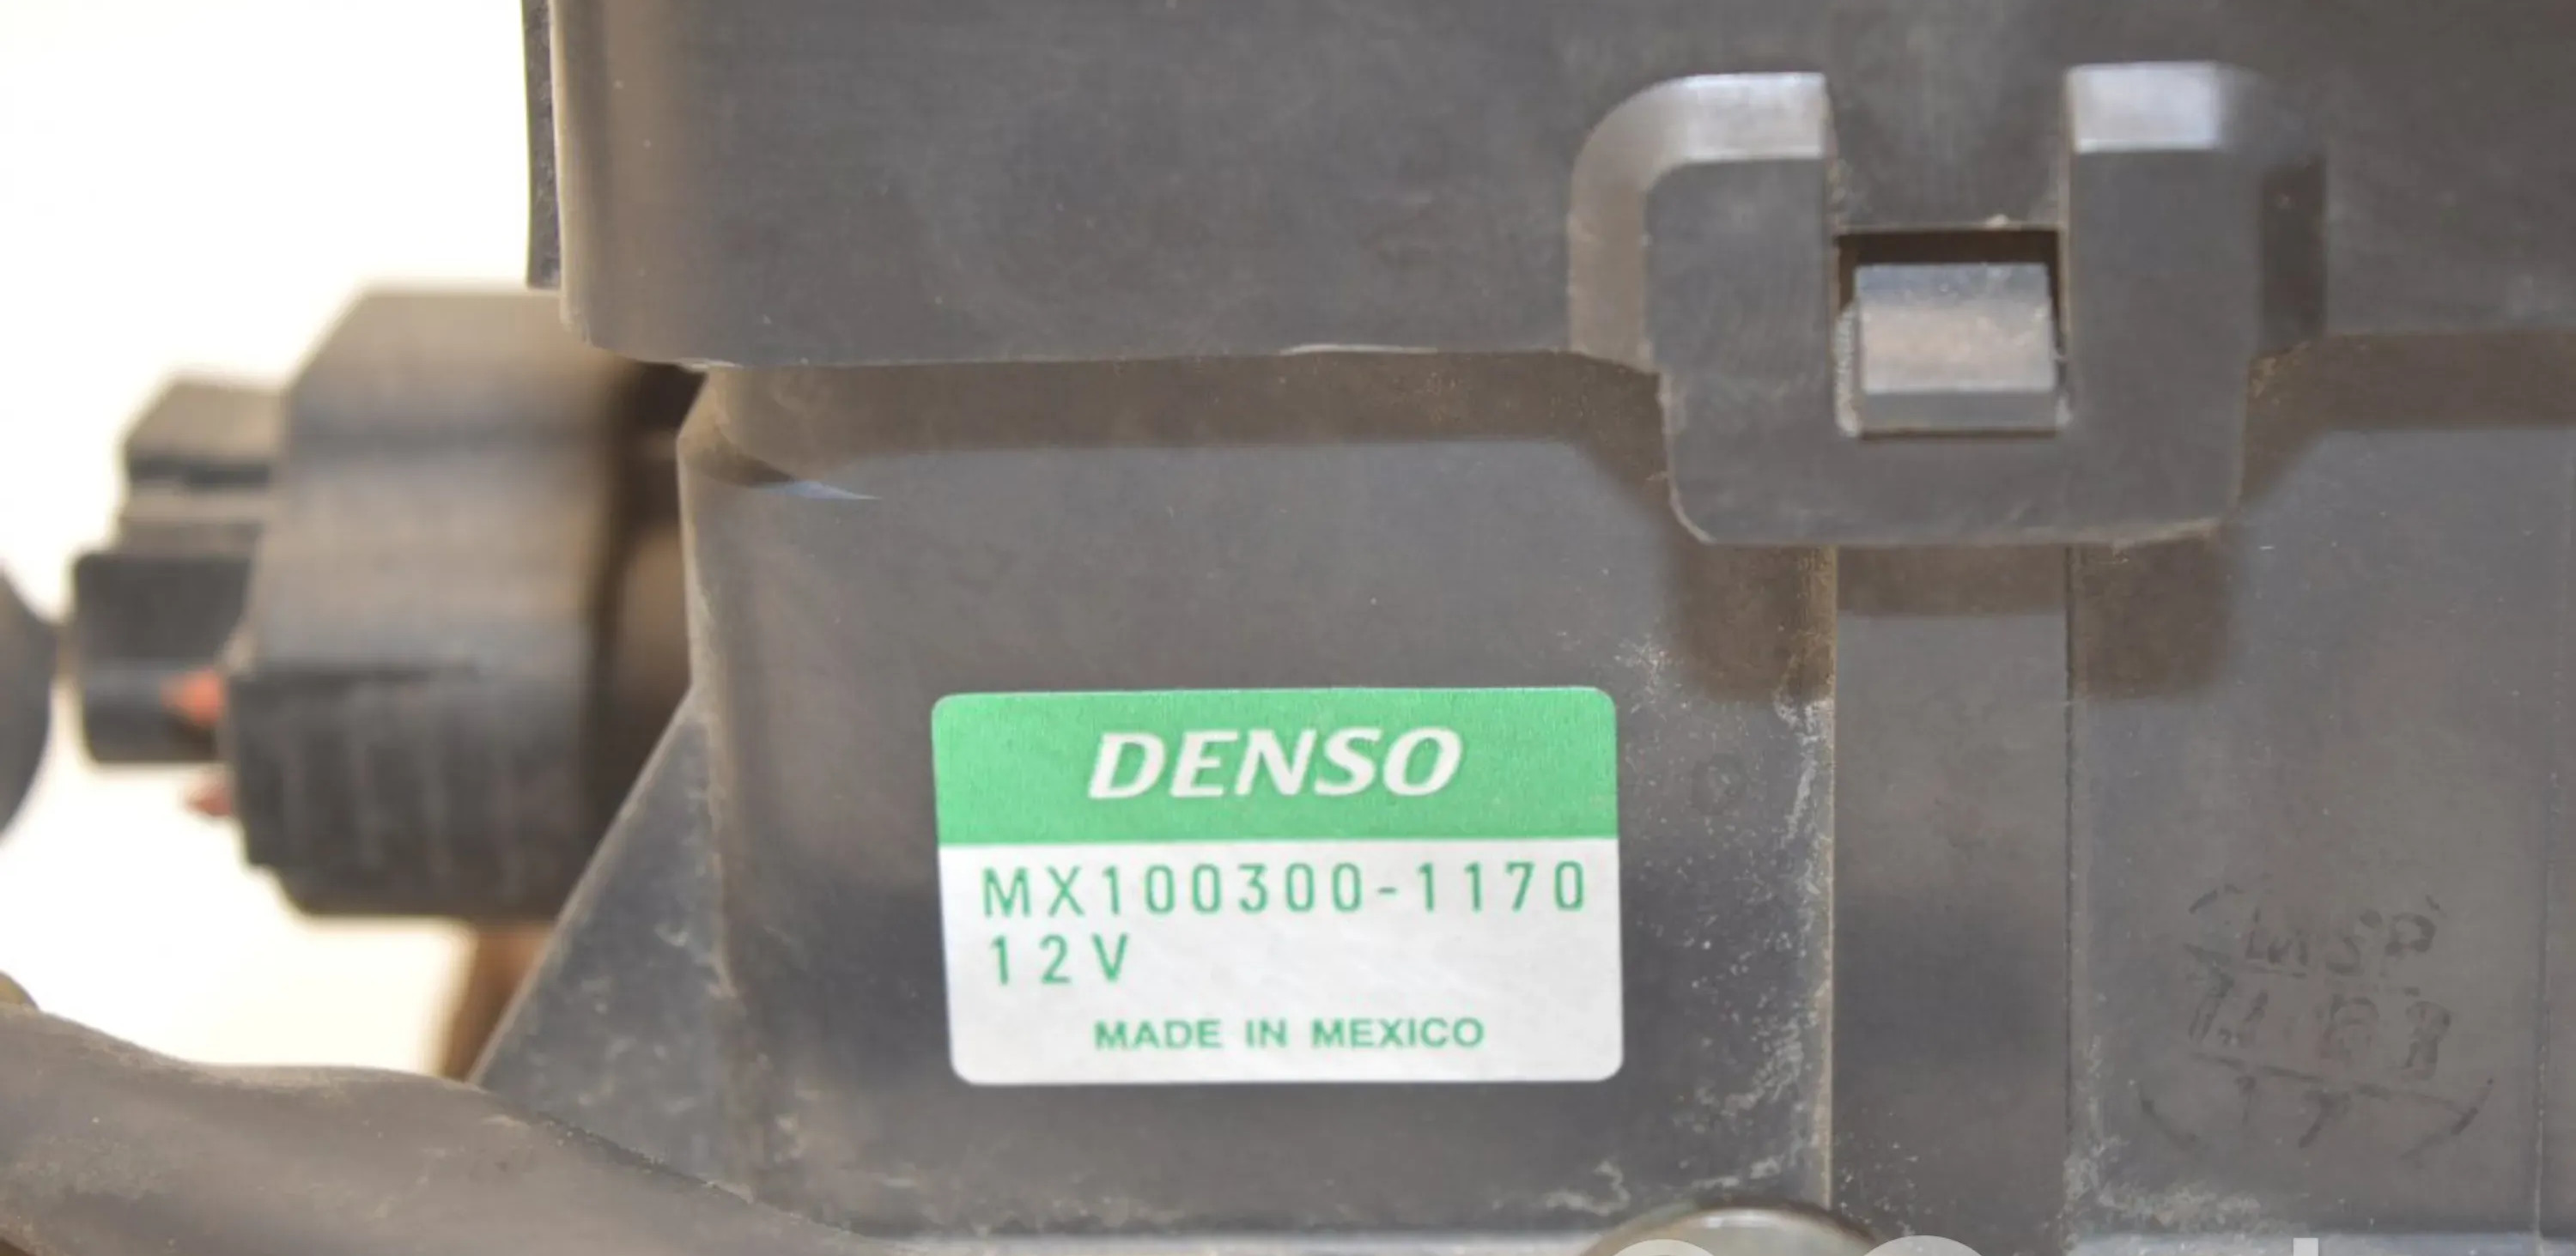 DENSO
MX100300-1170
12V
MADE IN MEXICO